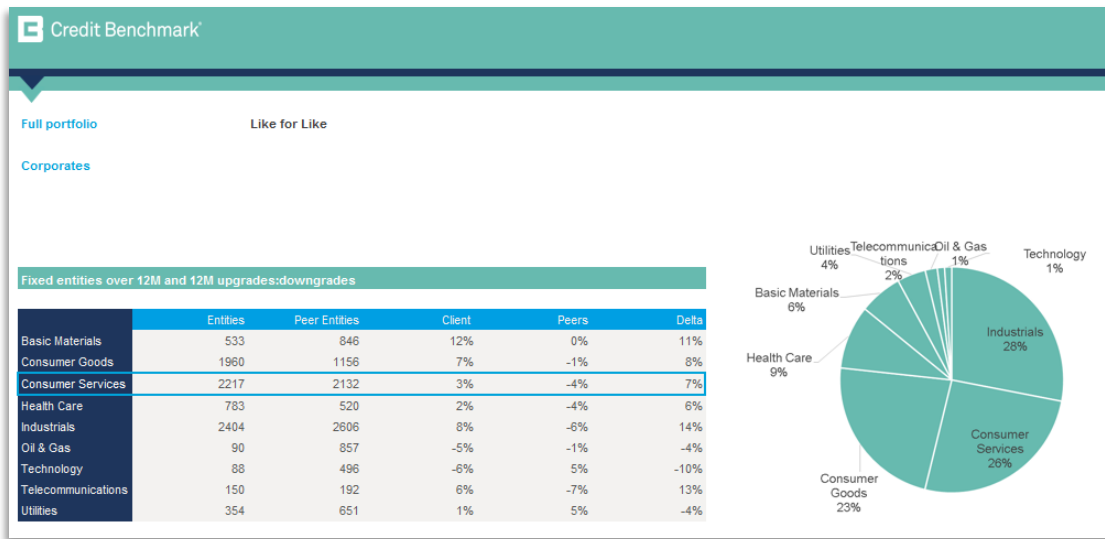 Credit Benchmark
Full portfolio Like for Like
Corporates
Fixed entities over 12M and 12M upgrades:downgrades
Entities Peer Entities Client Peers Delta
Basic Materials 533 846 12% 0% 11%
Consumer Goods 1960 1156 7% -1% 8%
Consumer Services 2217 2132 3% -4% 7%
Health Care 783 520 2% -4% 6%
Industrials 2404 2606 8% -6% 14%
Oil & Gas 90 857 -5% -1% -4%
Technology 88 496 -6% 5% -10%
Telecommunications 150 192 6% -7% 13%
Utilities 354 651 1% 5% -4%
Utilities
4%
Telecommunica
tions
2%
Oil & Gas
1%
Technology
1%
Basic Materials
6%
Health Care
9%
Industrials
28%
Consumer
Services
26%
Consumer
Goods
23%